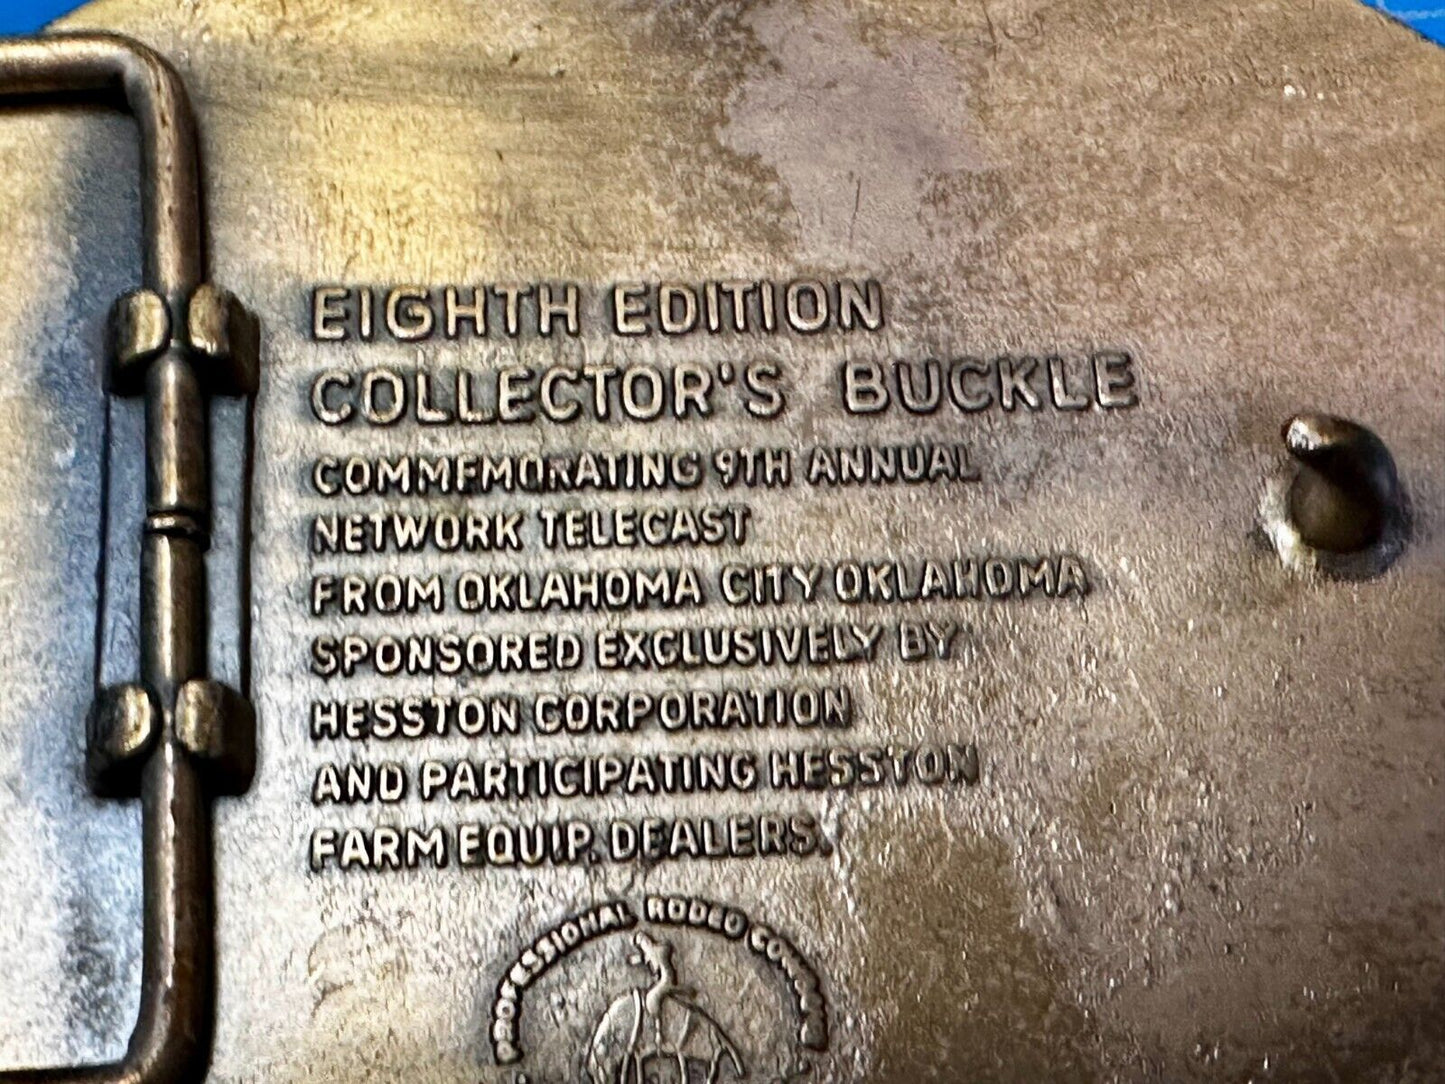 EIGHTH EDITION
COLLECTOR'S BUCKLE
COMMEMORATING 9TH ANNUAL
NETWORK TELECAST
FROM OKLAHOMA CITY OKLAHOMA
SPONSORED EXCLUSIVELY BY
HESSTON CORPORATION
AND PARTICIPATING HESSTON
FARM EQUIP. DEALERS.
PROFESSIONAL RODEO COWBOYS